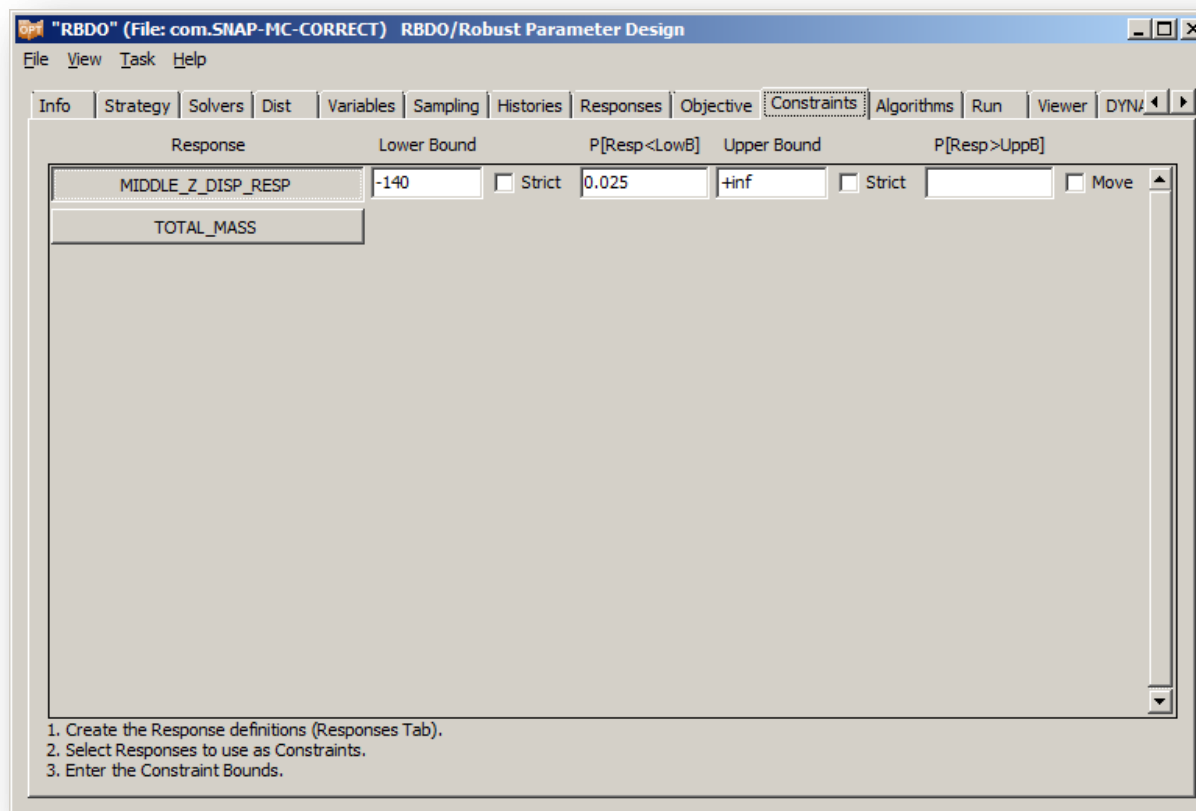 OPT "RBDO" (File: com.SNAP-MC-CORRECT) RBDO/Robust Parameter Design
File View Task Help
Info Strategy Solvers Dist Variables Sampling Histories Responses Objective Constraints Algorithms Run Viewer DYNA
Response Lower Bound P[Resp<LowB] Upper Bound P[Resp>UppB]
MIDDLE_Z_DISP_RESP -140 Strict 0.025 +inf Strict Move
TOTAL_MASS
1. Create the Response definitions (Responses Tab).
2. Select Responses to use as Constraints.
3. Enter the Constraint Bounds.